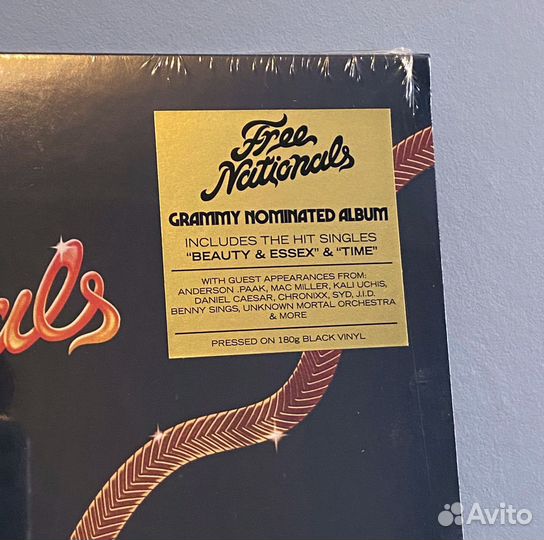 Free
Nationals
GRAMMY NOMINATED ALBUM
INCLUDES THE HIT SINGLES
“BEAUTY & ESSEX” & “TIME”
WITH GUEST APPEARANCES FROM:
ANDERSON .PAAK, MAC MILLER, KALI UCHIS,
DANIEL CAESAR, CHRONIXX, SYD, J.I.D.
BENNY SINGS, UNKNOWN MORTAL ORCHESTRA
& MORE
PRESSED ON 180g BLACK VINYL
als
Avito